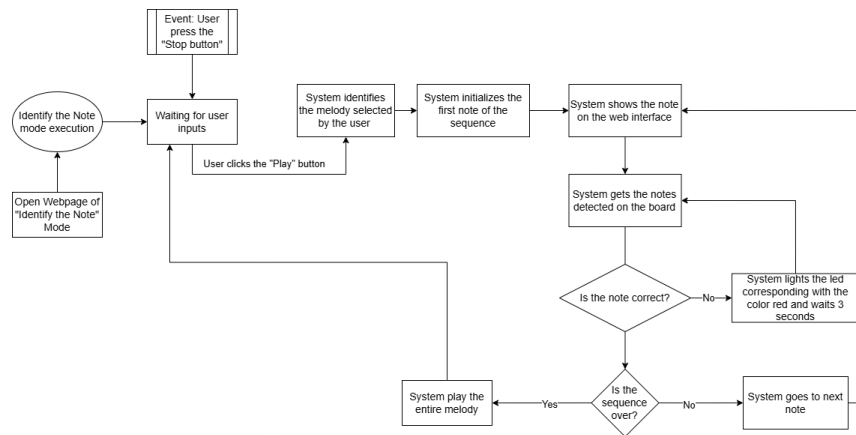 Event: User
press the
"Stop button"
Identify the Note
mode execution
Waiting for user
inputs
System identifies
the melody selected
by the user
System initializes the
first note of the
sequence
System shows the note
on the web interface
User clicks the "Play" button
Open Webpage of
"Identify the Note"
Mode
System gets the notes
detected on the board
Is the note correct?
No
System lights the led
corresponding with the
color red and waits 3
seconds
Is the
sequence
over?
Yes
No
System play the
entire melody
System goes to next
note